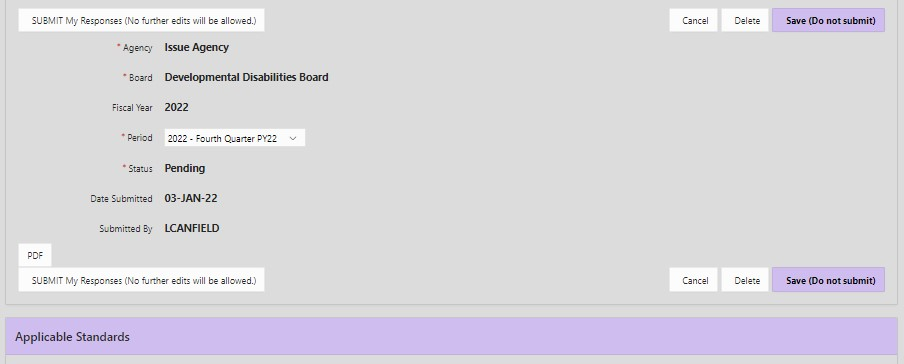 SUBMIT My Responses (No further edits will be allowed.) Cancel Delete Save (Do not submit)
* Agency Issue Agency
* Board Developmental Disabilities Board
Fiscal Year 2022
* Period 2022 - Fourth Quarter PY22
* Status Pending
Date Submitted 03-JAN-22
Submitted By LCANFIELD
PDF
SUBMIT My Responses (No further edits will be allowed.) Cancel Delete Save (Do not submit)
Applicable Standards